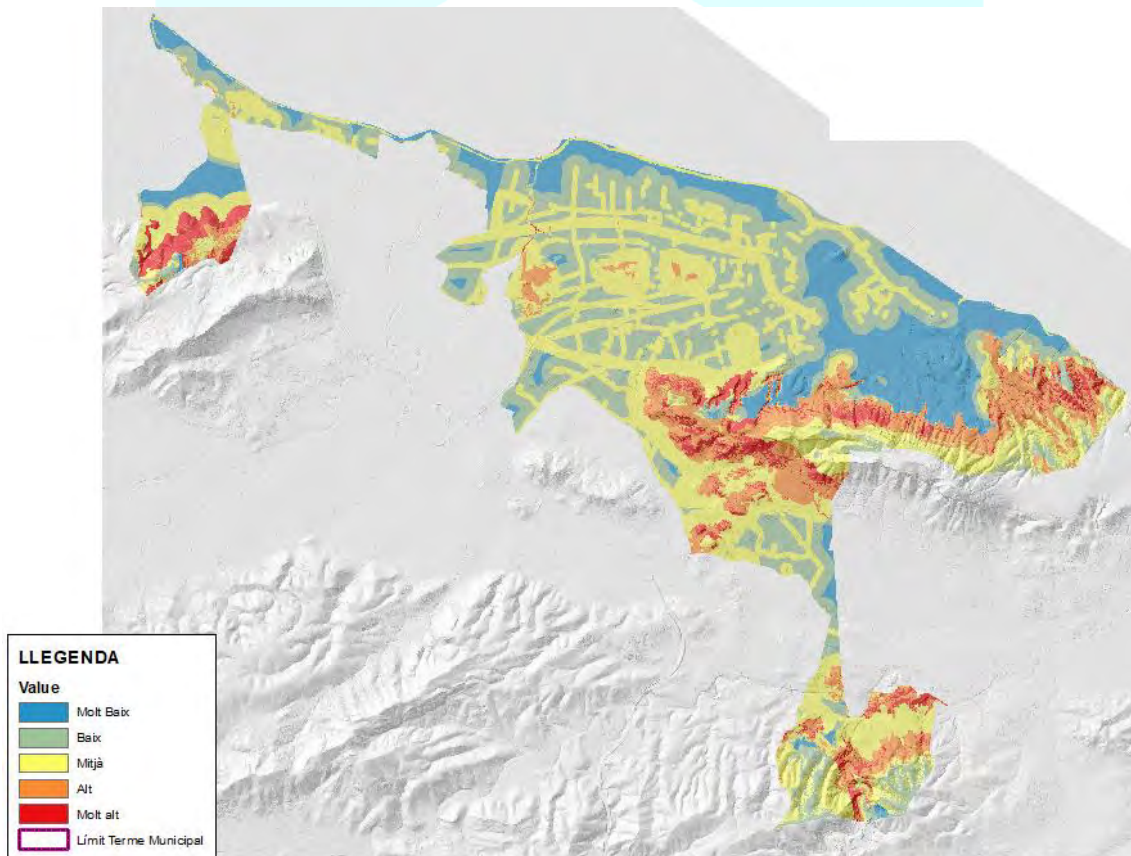 LLEGENDA
Value
Molt Baix
Baix
Mitjà
Alt
Molt alt
Límit Terme Municipal